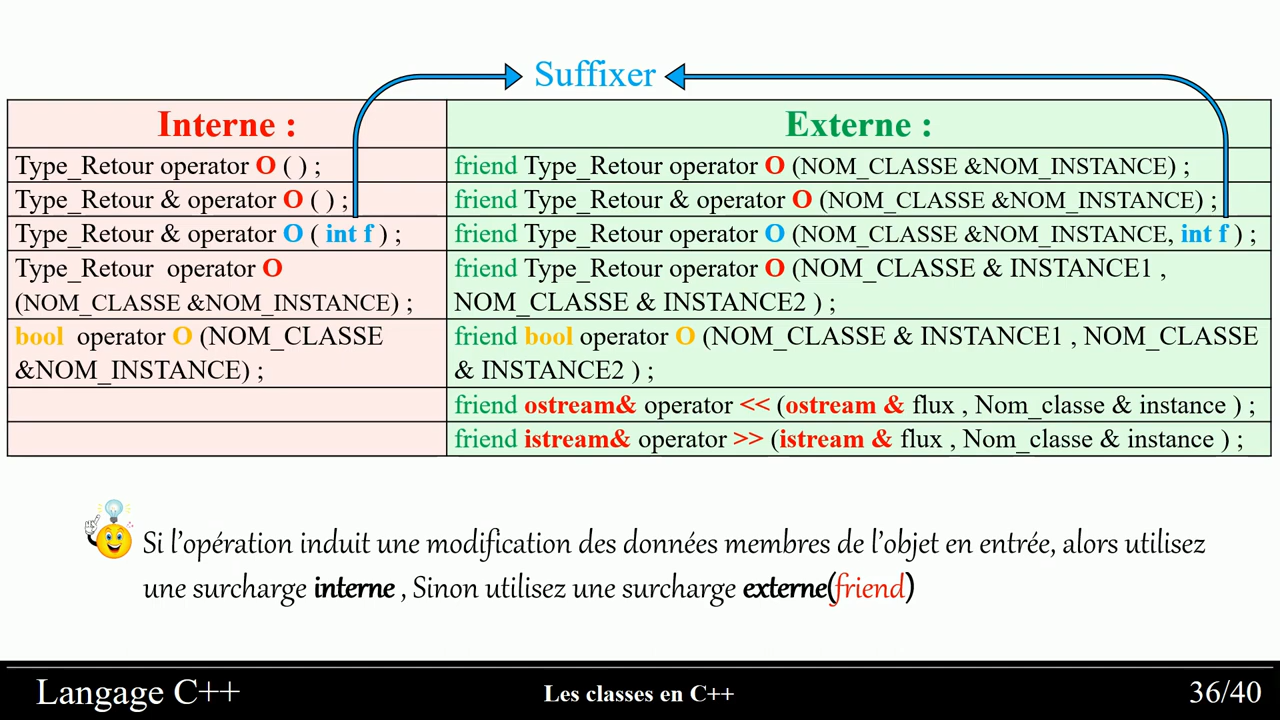 Suffixer
Interne :
Externe :
Type_Retour operator O ( ) ;
friend Type_Retour operator O (NOM_CLASSE &NOM_INSTANCE) ;
Type_Retour & operator O ( ) ;
friend Type_Retour & operator O (NOM_CLASSE &NOM_INSTANCE) ;
Type_Retour & operator O ( int f ) ;
friend Type_Retour operator O (NOM_CLASSE &NOM_INSTANCE, int f ) ;
Type_Retour operator O
(NOM_CLASSE &NOM_INSTANCE) ;
friend Type_Retour operator O (NOM_CLASSE & INSTANCE1 ,
NOM_CLASSE & INSTANCE2 ) ;
bool operator O (NOM_CLASSE
&NOM_INSTANCE) ;
friend bool operator O (NOM_CLASSE & INSTANCE1 , NOM_CLASSE
& INSTANCE2 ) ;
friend ostream& operator << (ostream & flux , Nom_classe & instance ) ;
friend istream& operator >> (istream & flux , Nom_classe & instance ) ;
Si l'opération induit une modification des données membres de l'objet en entrée, alors utilisez
une surcharge interne , Sinon utilisez une surcharge externe(friend)
Langage C++
Les classes en C++
36/40